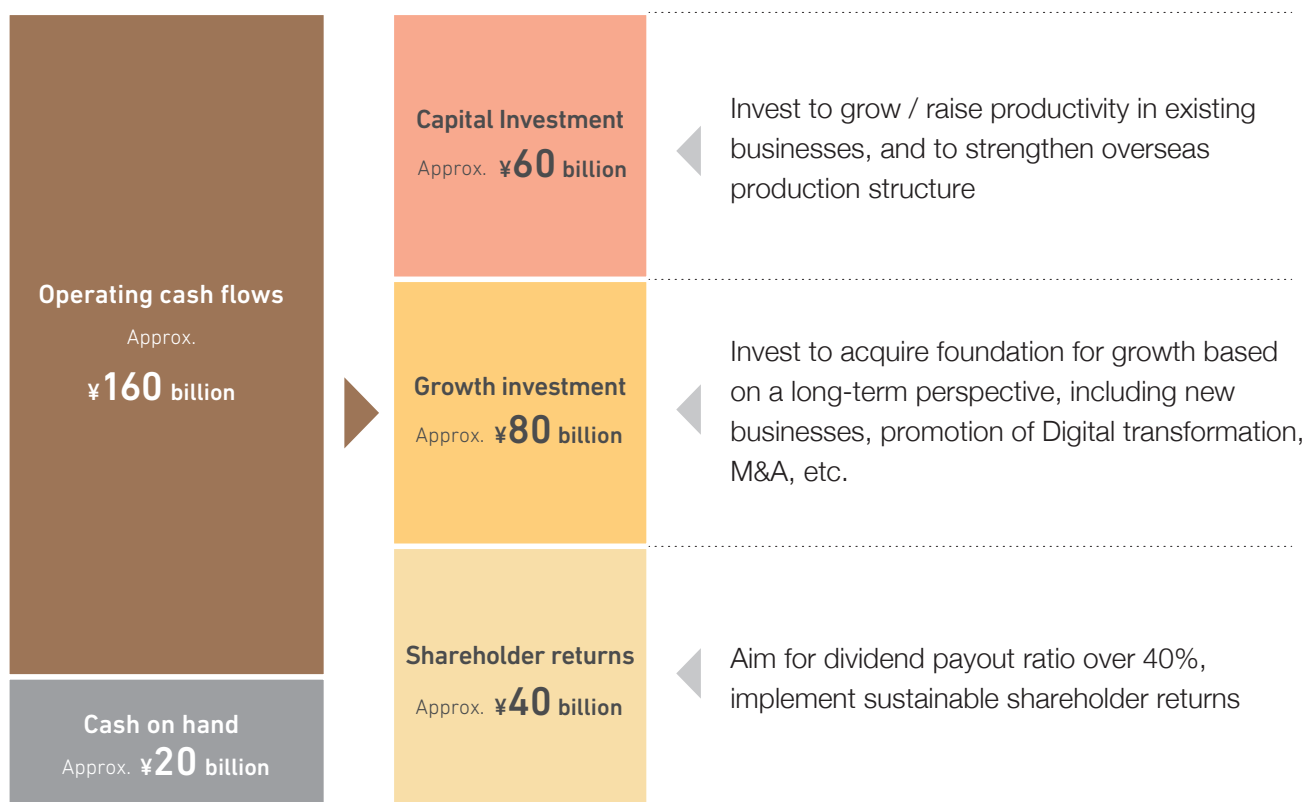 Operating cash flows
Approx.
¥160 billion
Cash on hand
Approx. ¥20 billion
Capital Investment
Approx. ¥60 billion
Invest to grow / raise productivity in existing
businesses, and to strengthen overseas
production structure
Growth investment
Approx. ¥80 billion
Invest to acquire foundation for growth based
on a long-term perspective, including new
businesses, promotion of Digital transformation,
M&A, etc.
Shareholder returns
Approx. ¥40 billion
Aim for dividend payout ratio over 40%,
implement sustainable shareholder returns